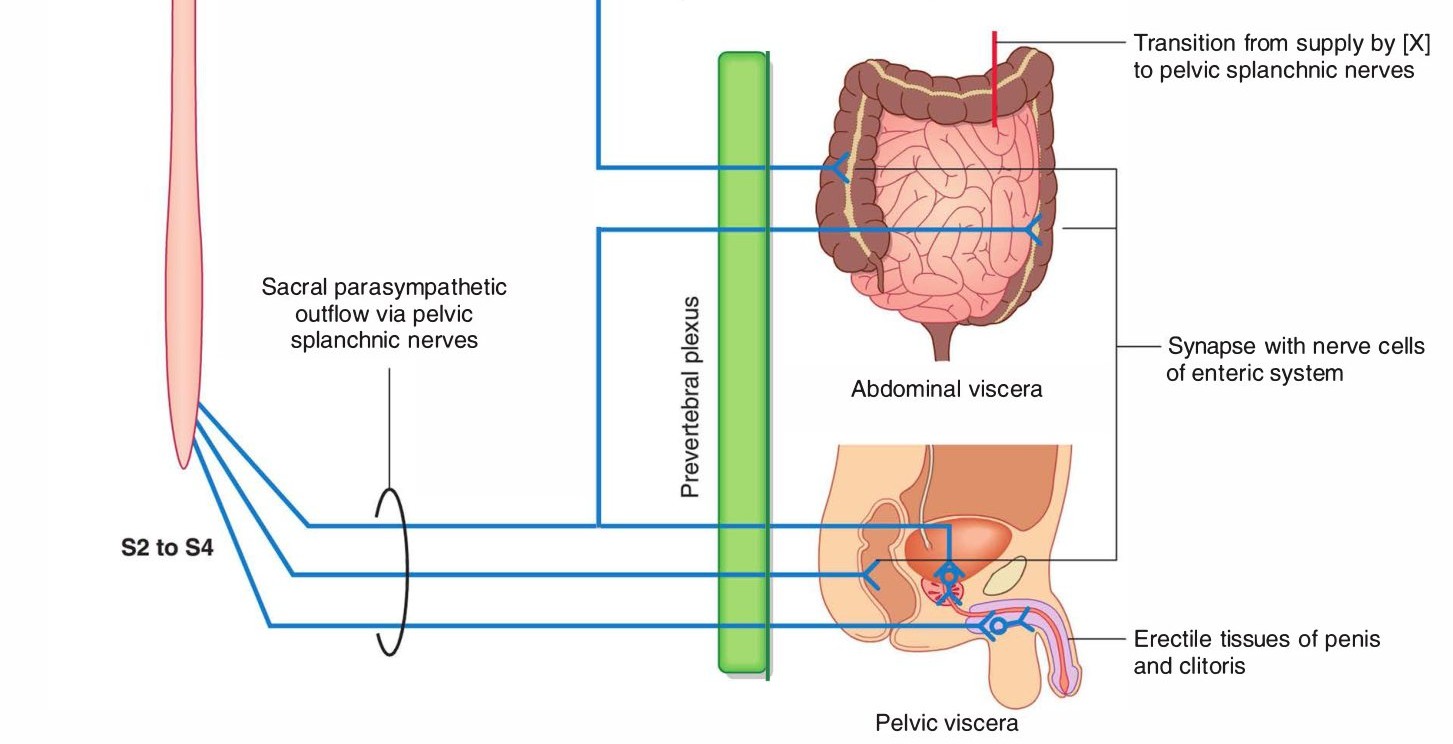 Transition from supply by [X]
to pelvic splanchnic nerves
Sacral parasympathetic
outflow via pelvic
splanchnic nerves
Prevertebral plexus
Synapse with nerve cells
of enteric system
Abdominal viscera
S2 to S4
Erectile tissues of penis
and clitoris
Pelvic viscera